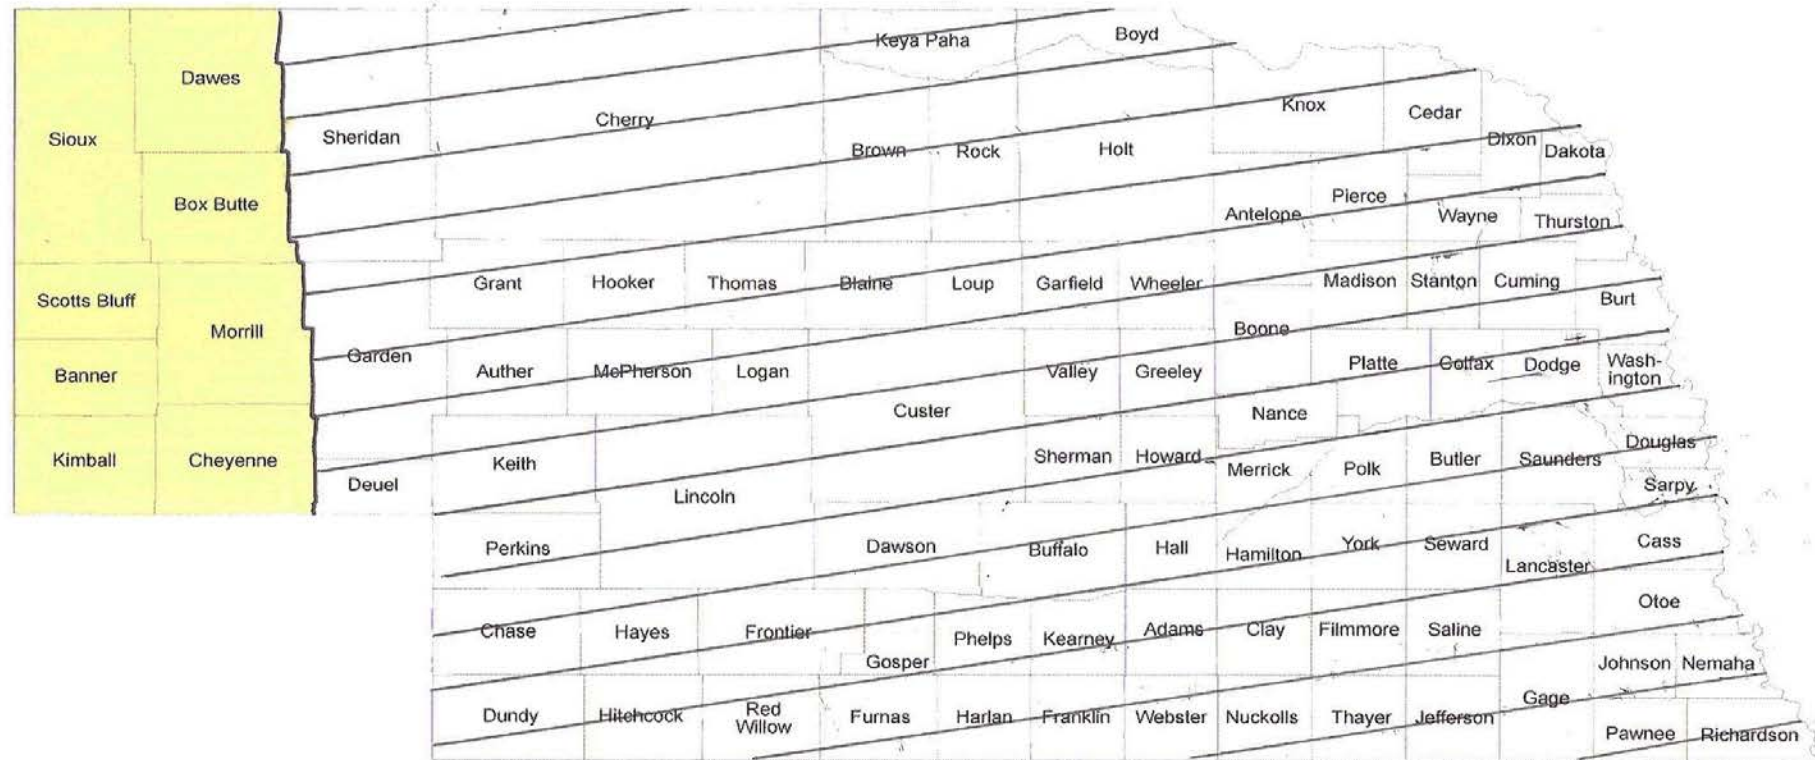 Keya Paha
Boyd
Dawes
Sioux
Sheridan
Cherry
Brown
Rock
Holt
Knox
Cedar
Dixon
Dakota
Box Butte
Antelope
Pierce
Wayne
Thurston
Scotts Bluff
Morrill
Grant
Hooker
Thomas
Blaine
Loup
Garfield
Wheeler
Boone
Madison
Stanton
Cuming
Burt
Banner
Garden
Auther
McPherson
Logan
Valley
Greeley
Platte
Colfax
Dodge
Wash-
ington
Custer
Nance
Kimball
Cheyenne
Deuel
Keith
Lincoln
Sherman
Howard
Merrick
Polk
Butler
Saunders
Douglas
Sarpy
Perkins
Dawson
Buffalo
Hall
Hamilton
York
Seward
Lancaster
Cass
Otoe
Chase
Hayes
Frontier
Gosper
Phelps
Kearney
Adams
Clay
Filmmore
Saline
Johnson
Nemaha
Dundy
Hitchcock
Red
Willow
Furnas
Harlan
Franklin
Webster
Nuckolls
Thayer
Jefferson
Gage
Pawnee
Richardson